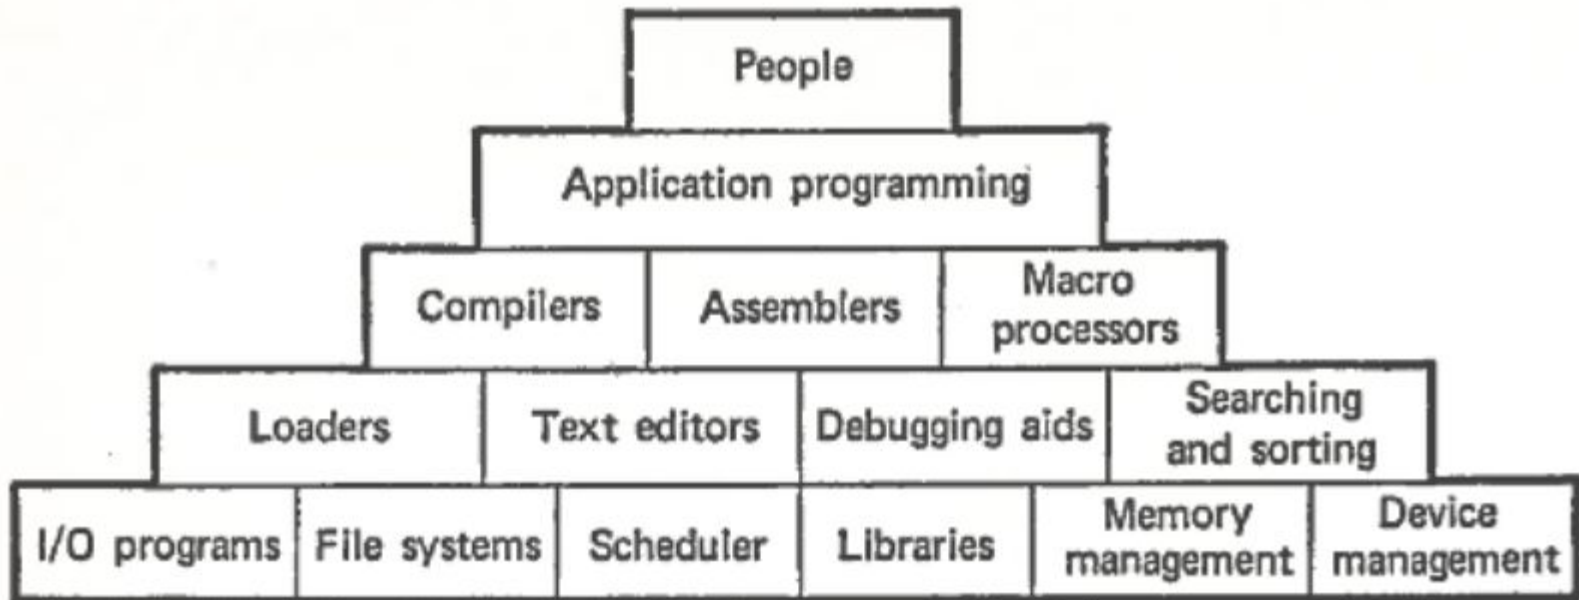 People
Application programming
Compilers
Assemblers
Macro
processors
Loaders
Text editors
Debugging aids
Searching
and sorting
I/O programs
File systems
Scheduler
Libraries
Memory
management
Device
management